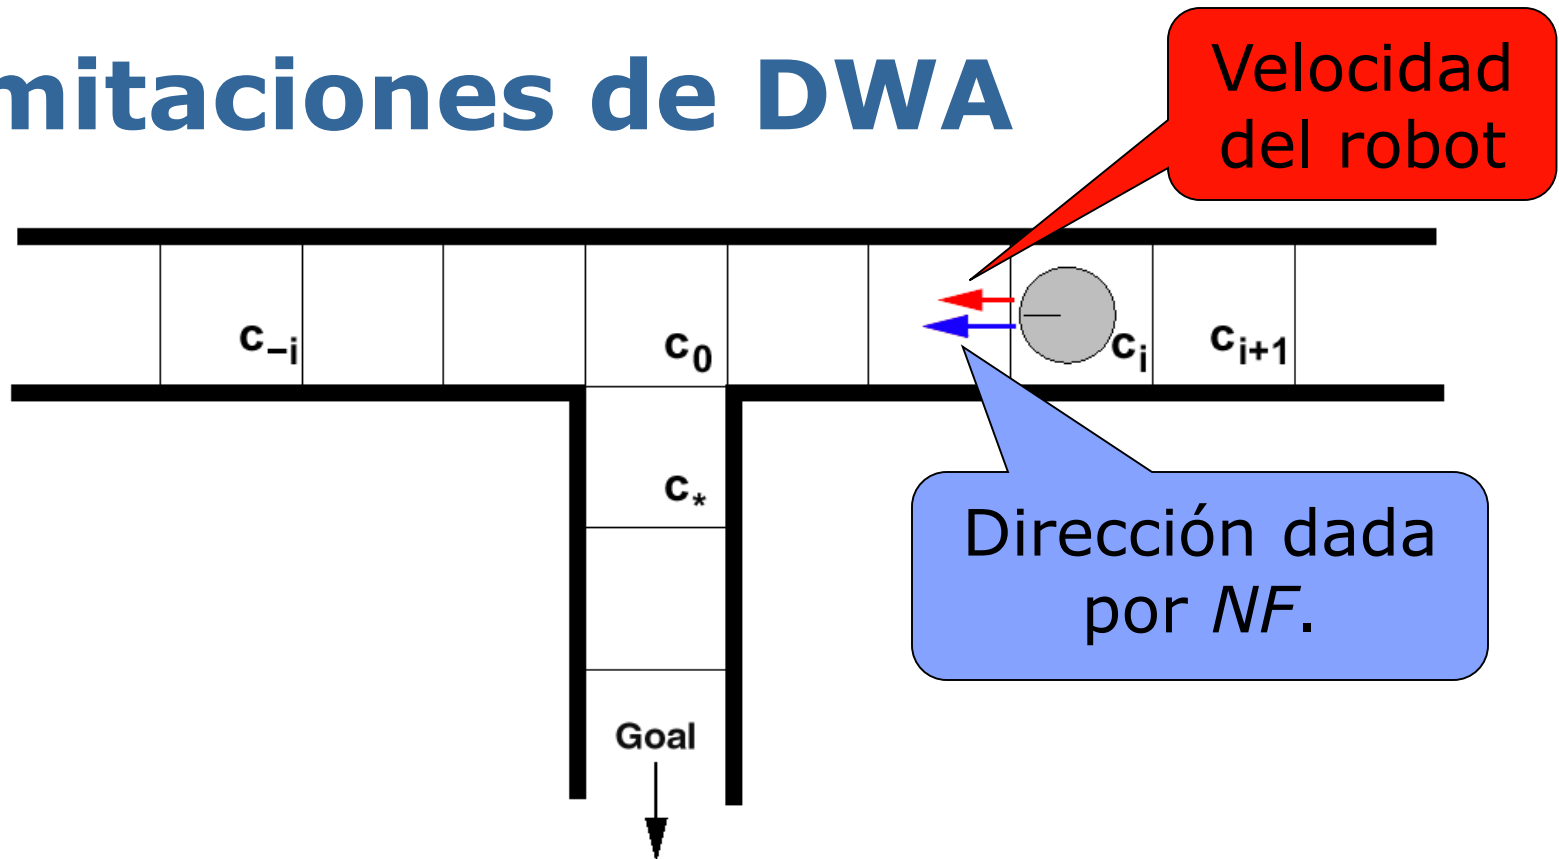 mitaciones de DWA
Velocidad
del robot
c−i
c0
ci
ci+1
c*
Dirección dada
por NF.
Goal